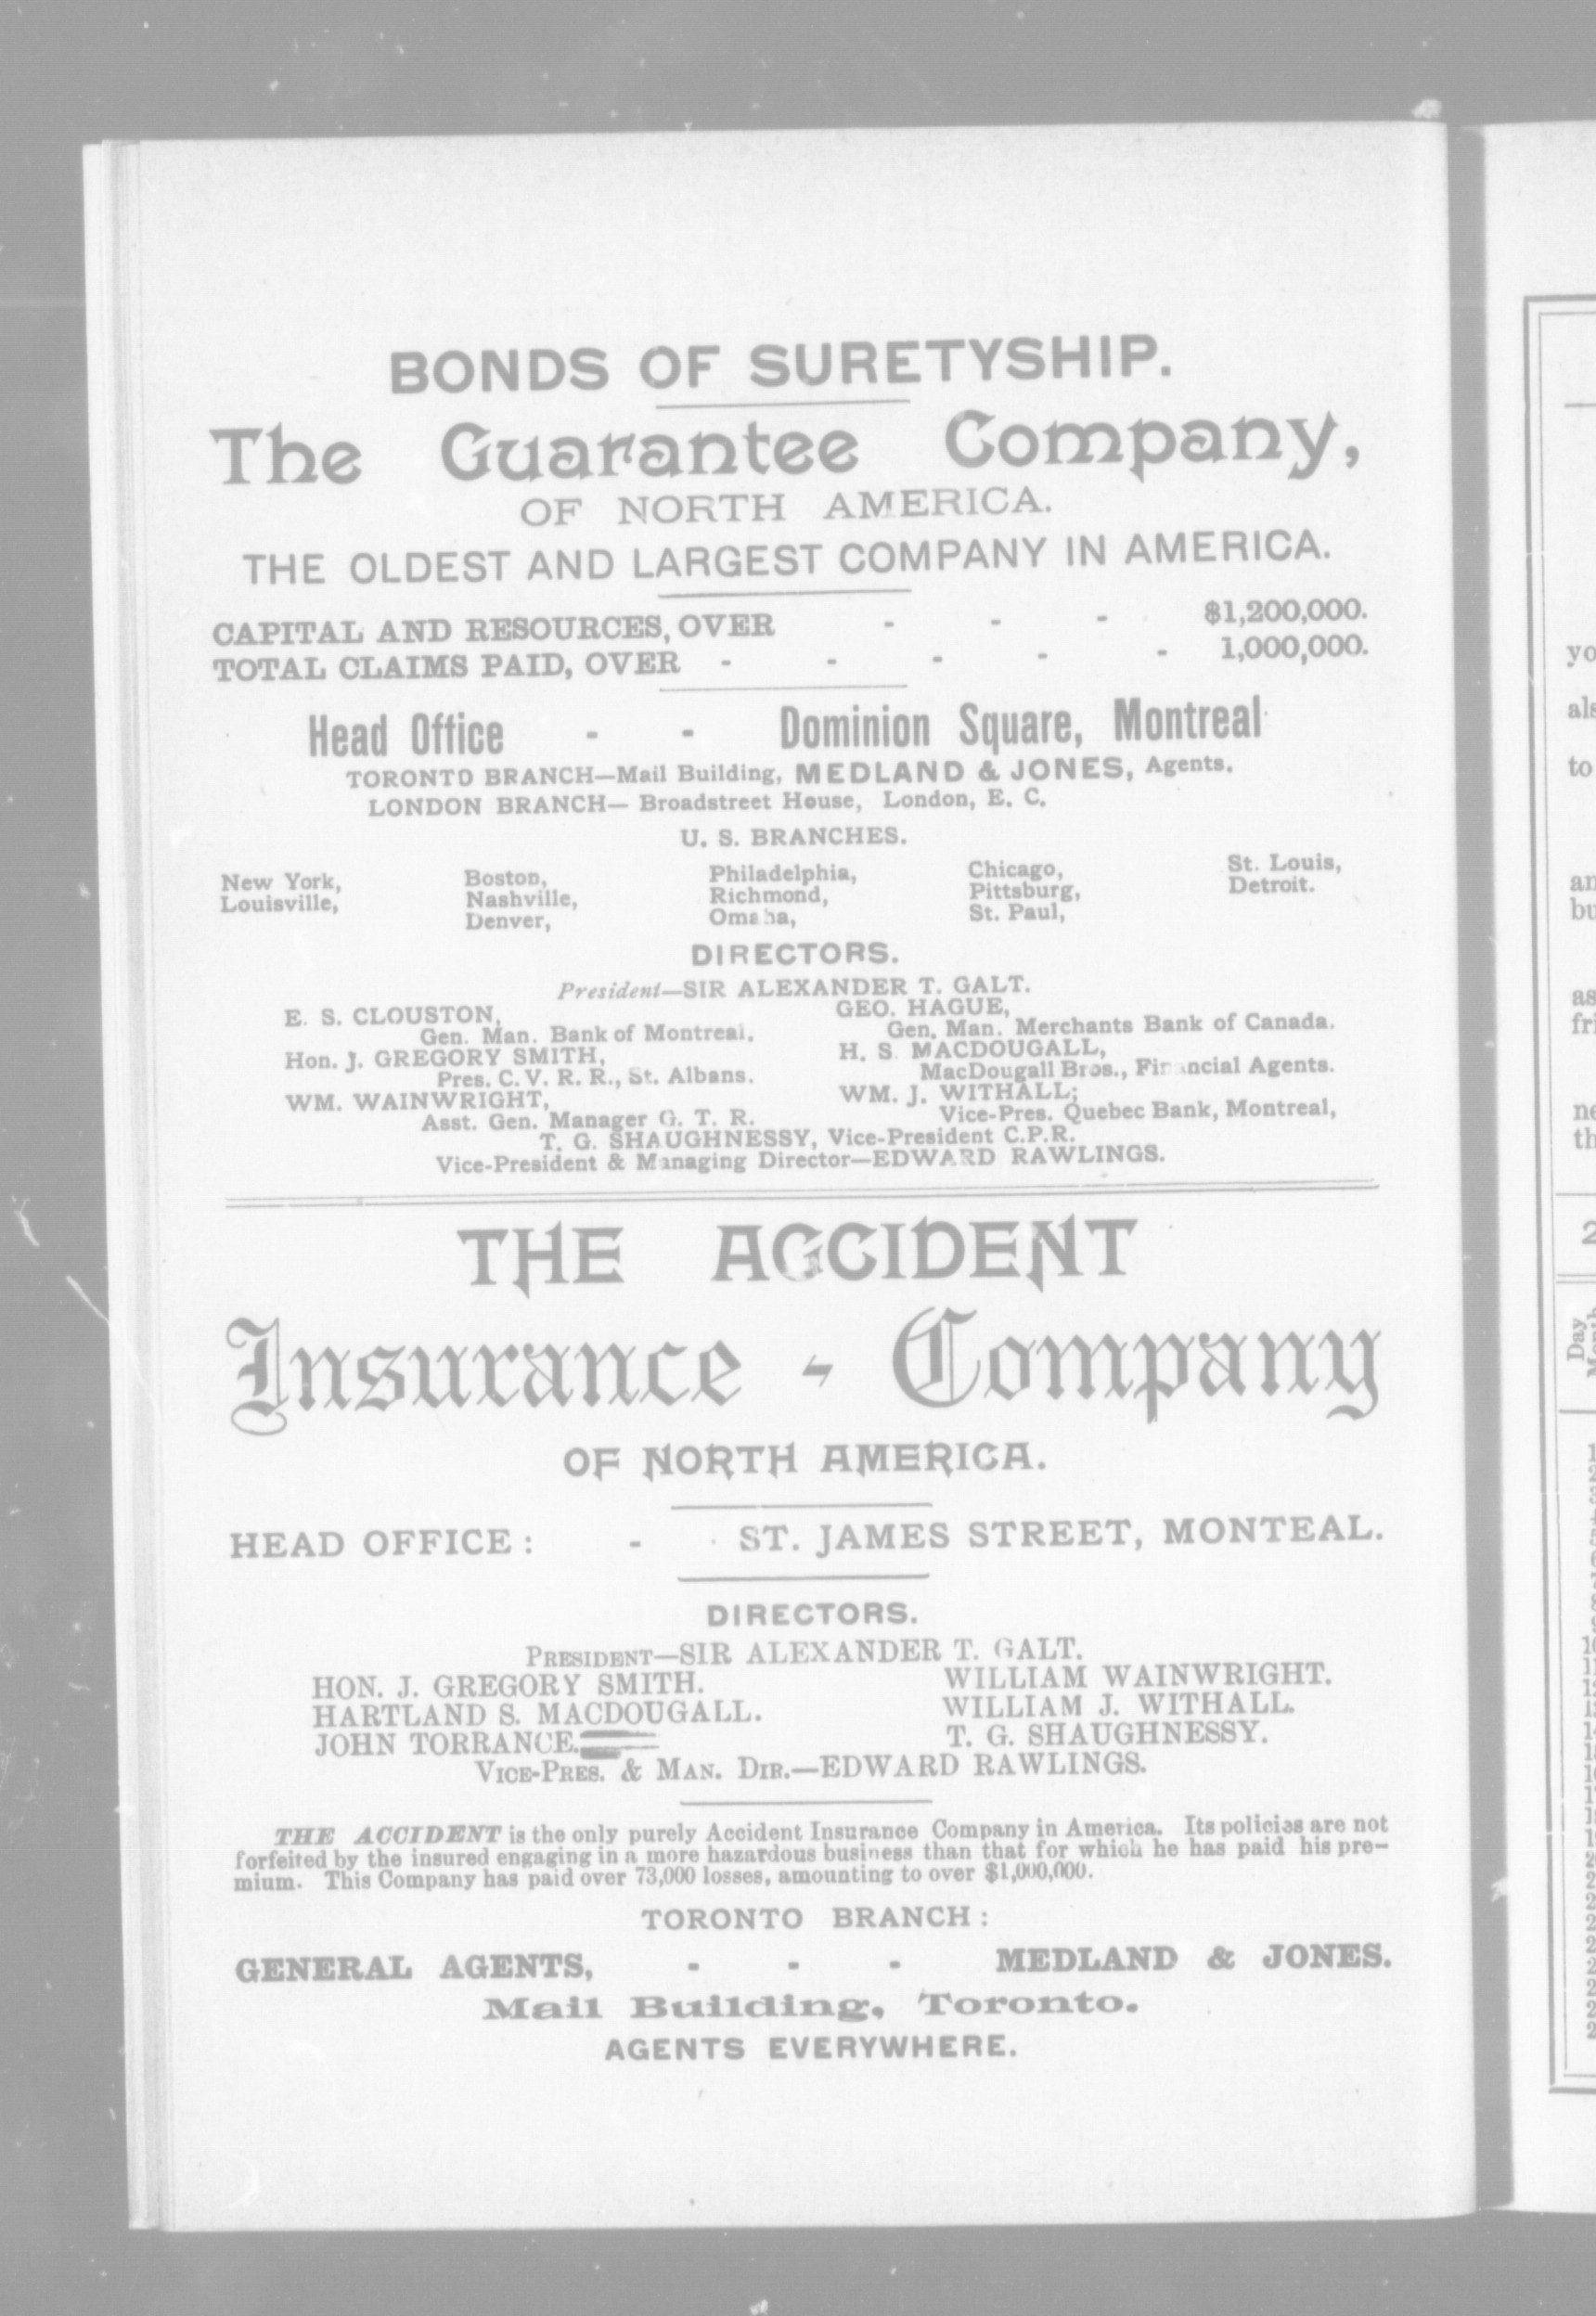 BONDS OF SURETYSHIP.
The Guarantee Company,
OF NORTH AMERICA.
THE OLDEST AND LARGEST COMPANY IN AMERICA.
CAPITAL AND RESOURCES, OVER - - - $1,200,000.
TOTAL CLAIMS PAID, OVER - - - - - 1,000,000.
Head Office - - Dominion Square, Montreal
TORONTO BRANCH—Mail Building, MEDLAND & JONES, Agents.
LONDON BRANCH— Broadstreet House, London, E. C.
U. S. BRANCHES.
New York, Boston, Philadelphia, Chicago, St. Louis,
Louisville, Nashville, Richmond, Pittsburg, Detroit.
Denver, Omaha, St. Paul,
DIRECTORS.
President—SIR ALEXANDER T. GALT.
E. S. CLOUSTON, GEO. HAGUE,
Gen. Man. Bank of Montreal. Gen. Man. Merchants Bank of Canada.
Hon. J. GREGORY SMITH, H. S. MACDOUGALL,
Pres. C. V. R. R., St. Albans. MacDougall Bros., Financial Agents.
WM. WAINWRIGHT, WM. J. WITHALL;
Asst. Gen. Manager G. T. R. Vice-Pres. Quebec Bank, Montreal,
T. G. SHAUGHNESSY, Vice-President C.P.R.
Vice-President & Managing Director—EDWARD RAWLINGS.
THE ACCIDENT
Insurance - Company
OF NORTH AMERICA.
HEAD OFFICE : - ST. JAMES STREET, MONTEAL.
DIRECTORS.
PRESIDENT—SIR ALEXANDER T. GALT.
HON. J. GREGORY SMITH. WILLIAM WAINWRIGHT.
HARTLAND S. MACDOUGALL. WILLIAM J. WITHALL.
JOHN TORRANCE. T. G. SHAUGHNESSY.
VICE-PRES. & MAN. DIR.—EDWARD RAWLINGS.
THE ACCIDENT is the only purely Accident Insurance Company in America. Its policies are not
forfeited by the insured engaging in a more hazardous business than that for which he has paid his pre-
mium. This Company has paid over 73,000 losses, amounting to over $1,000,000.
TORONTO BRANCH :
GENERAL AGENTS, - - - MEDLAND & JONES.
Mail Building, Toronto.
AGENTS EVERYWHERE.